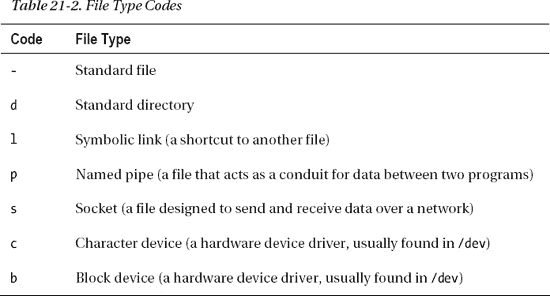 Table 21-2. File Type Codes
Code File Type
- Standard file
d Standard directory
l Symbolic link (a shortcut to another file)
p Named pipe (a file that acts as a conduit for data between two programs)
s Socket (a file designed to send and receive data over a network)
c Character device (a hardware device driver, usually found in /dev)
b Block device (a hardware device driver, usually found in /dev)